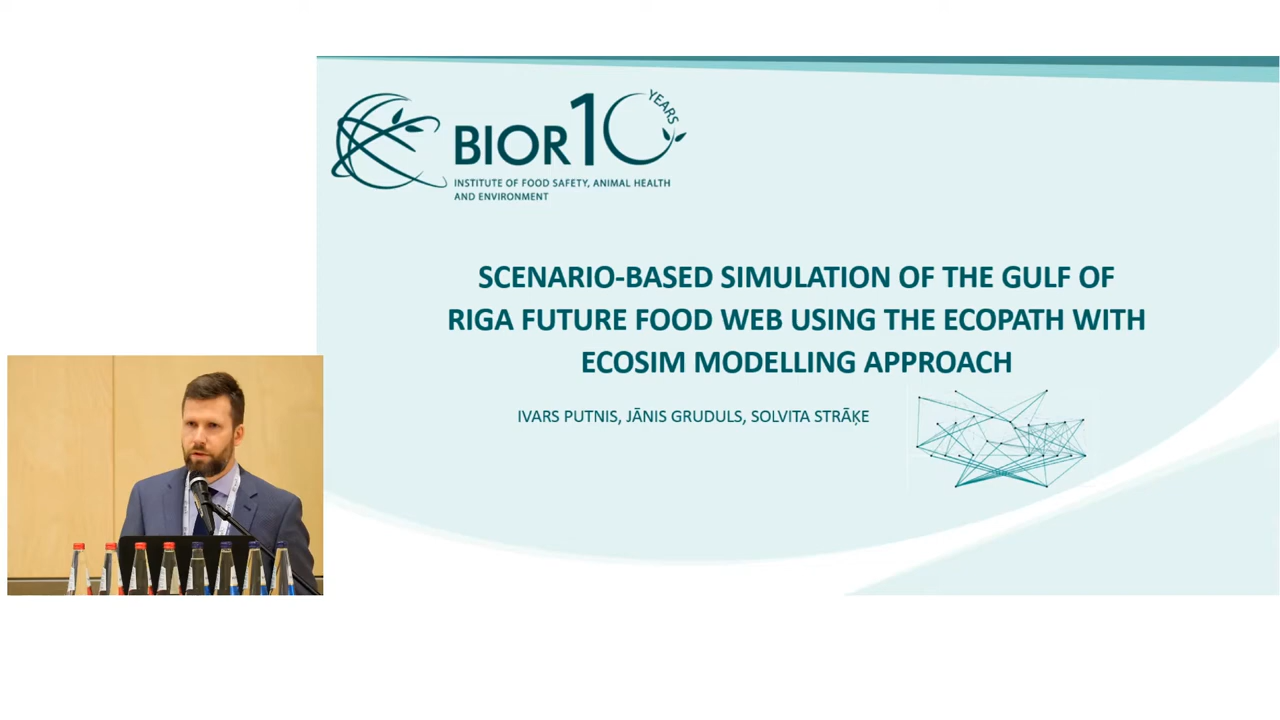 BIOR10
YEARS
INSTITUTE OF FOOD SAFETY, ANIMAL HEALTH
AND ENVIRONMENT
SCENARIO-BASED SIMULATION OF THE GULF OF
RIGA FUTURE FOOD WEB USING THE ECOPATH WITH
ECOSIM MODELLING APPROACH
IVARS PUTNIS, JĀNIS GRUDULS, SOLVITA STRĀĶE